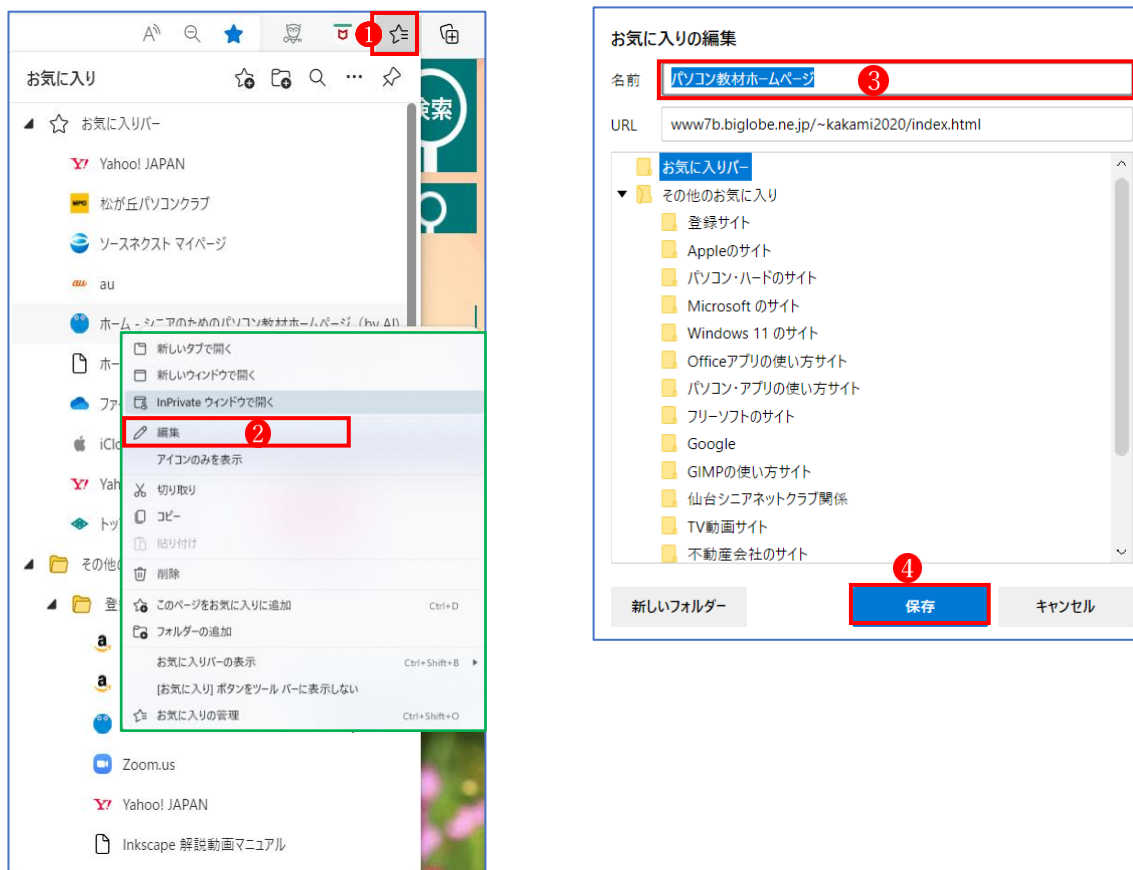 1
お気に入り
検索
お気に入りバー
Yahoo! JAPAN
松が丘パソコンクラブ
ソースネクスト マイページ
au
au
ホーム - シニアのためのパソコン教材ホームページ（by AI）
ホー
ファ
iClo
Yah
トッ
その他の
登
新しいタブで開く
新しいウィンドウで開く
InPrivate ウィンドウで開く
編集
2
アイコンのみを表示
切り取り
コピー
貼り付け
削除
このページをお気に入りに追加 Ctrl+D
フォルダーの追加
お気に入りバーの表示 Ctrl+Shift+B
[お気に入り] ボタンをツール バーに表示しない
お気に入りの管理 Ctrl+Shift+O
Zoom.us
Yahoo! JAPAN
Inkscape 解説動画マニュアル
お気に入りの編集
名前 パソコン教材ホームページ 3
URL www7b.biglobe.ne.jp/~kakami2020/index.html
お気に入りバー
その他のお気に入り
登録サイト
Appleのサイト
パソコン・ハードのサイト
Microsoft のサイト
Windows 11 のサイト
Officeアプリの使い方サイト
パソコン・アプリの使い方サイト
フリーソフトのサイト
Google
GIMPの使い方サイト
仙台シニアネットクラブ関係
TV動画サイト
不動産会社のサイト
4
新しいフォルダー 保存 キャンセル